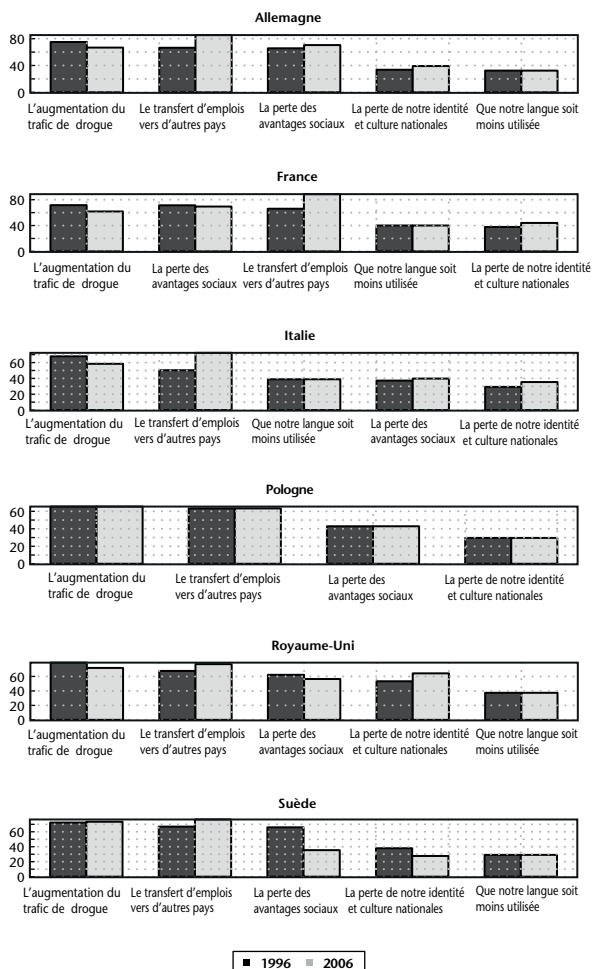 Allemagne
80
40
0
L'augmentation du
trafic de drogue
Le transfert d'emplois
vers d'autres pays
La perte des
avantages sociaux
La perte de notre identité
et culture nationales
Que notre langue soit
moins utilisée
France
80
40
0
L'augmentation du
trafic de drogue
La perte des
avantages sociaux
Le transfert d'emplois
vers d'autres pays
Que notre langue soit
moins utilisée
La perte de notre identité
et culture nationales
Italie
60
40
20
0
L'augmentation du
trafic de drogue
Le transfert d'emplois
vers d'autres pays
Que notre langue soit
moins utilisée
La perte des
avantages sociaux
La perte de notre identité
et culture nationales
Pologne
60
40
20
0
L'augmentation du
trafic de drogue
Le transfert d'emplois
vers d'autres pays
La perte des
avantages sociaux
La perte de notre identité
et culture nationales
Royaume-Uni
60
40
20
0
L'augmentation du
trafic de drogue
Le transfert d'emplois
vers d'autres pays
La perte des
avantages sociaux
La perte de notre identité
et culture nationales
Que notre langue soit
moins utilisée
Suède
60
40
20
0
L'augmentation du
trafic de drogue
Le transfert d'emplois
vers d'autres pays
La perte des
avantages sociaux
La perte de notre identité
et culture nationales
Que notre langue soit
moins utilisée
1996 2006